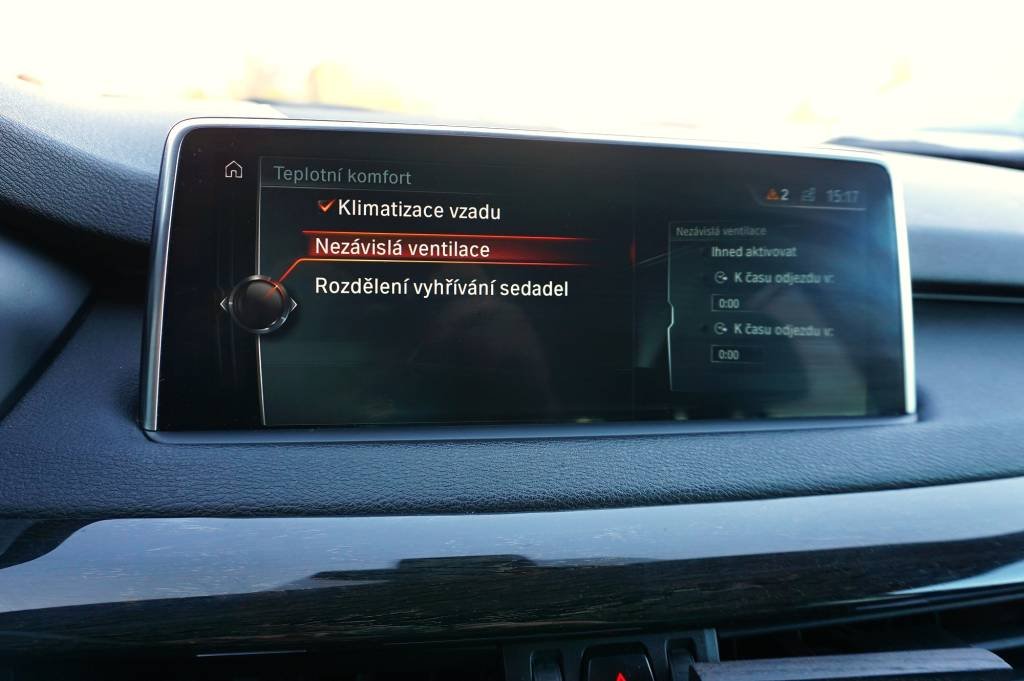 Teplotní komfort
2 15:17
Klimatizace vzadu
Nezávislá ventilace
Rozdělení vyhřívání sedadel
Nezávislá ventilace
Ihned aktivovat
K času odjezdu v:
0:00
K času odjezdu v:
0:00